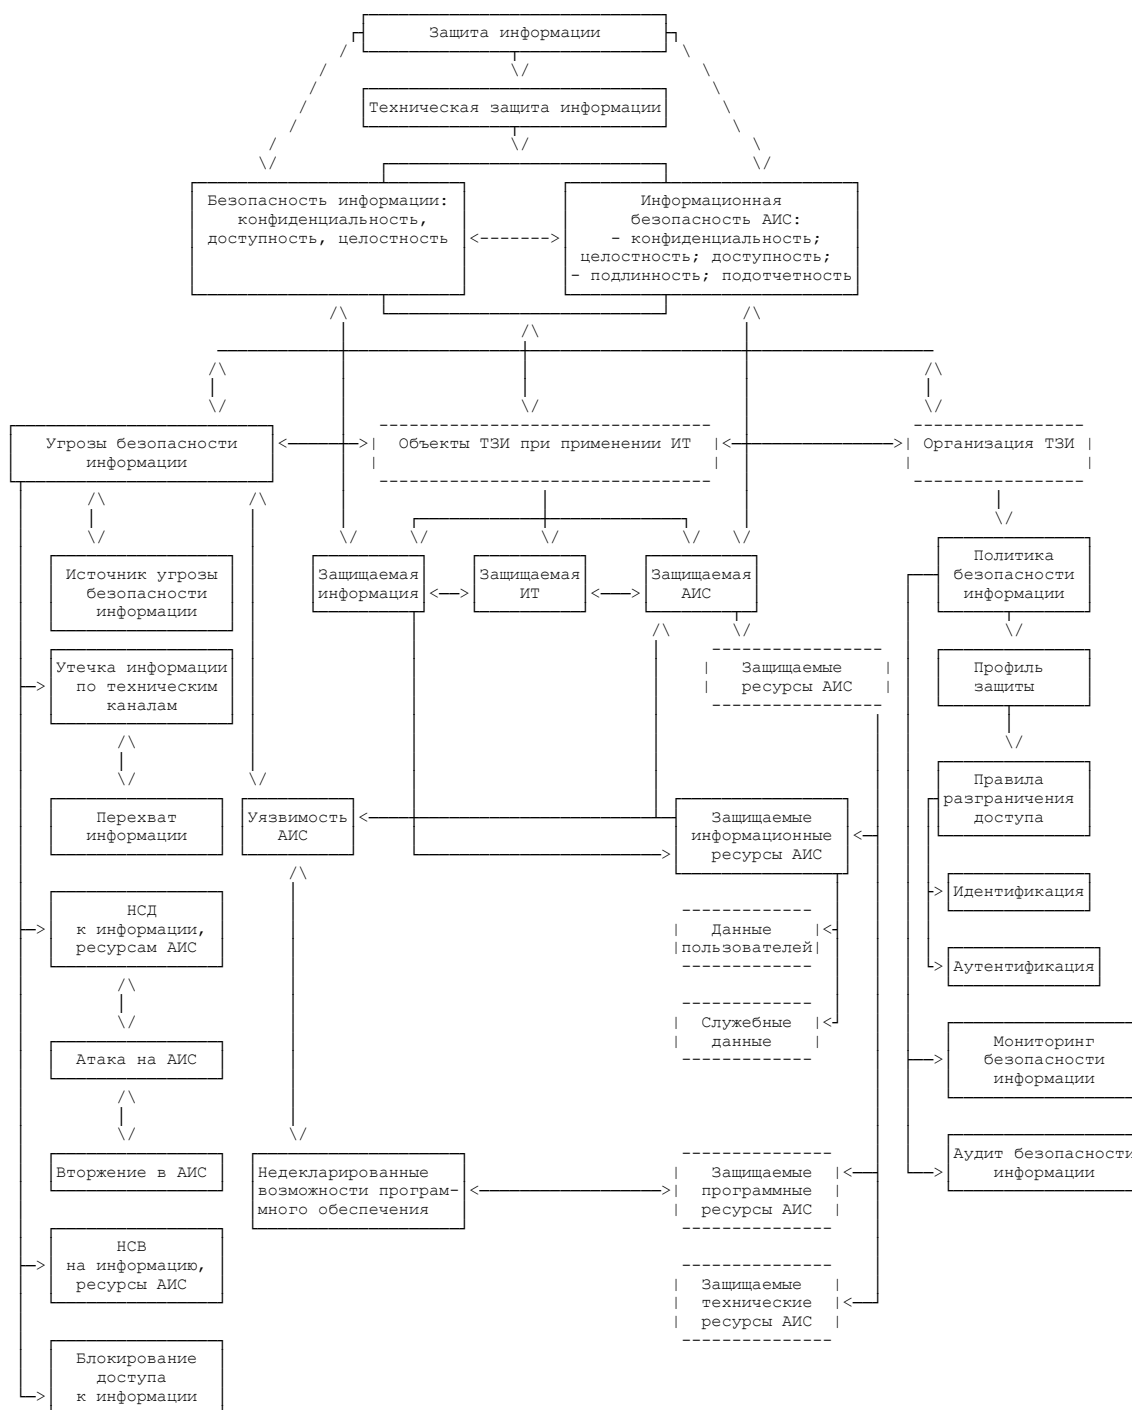 Защита информации
Техническая защита информации
Безопасность информации:
конфиденциальность,
доступность, целостность
Информационная
безопасность АИС:
- конфиденциальность;
целостность; доступность;
- подлинность; подотчетность
Угрозы безопасности
информации
Объекты ТЗИ при применении ИТ
Организация ТЗИ
Источник угрозы
безопасности
информации
Защищаемая
информация
Защищаемая
ИТ
Защищаемая
АИС
Политика
безопасности
информации
Утечка информации
по техническим
каналам
Защищаемые
ресурсы АИС
Профиль
защиты
Перехват
информации
Уязвимость
АИС
Защищаемые
информационные
ресурсы АИС
Правила
разграничения
доступа
НСД
к информации,
ресурсам АИС
Данные
пользователей
Идентификация
Аутентификация
Атака на АИС
Служебные
данные
Мониторинг
безопасности
информации
Вторжение в АИС
Недекларированные
возможности програм-
много обеспечения
Защищаемые
программные
ресурсы АИС
Аудит безопасности
информации
НСВ
на информацию,
ресурсы АИС
Защищаемые
технические
ресурсы АИС
Блокирование
доступа
к информации